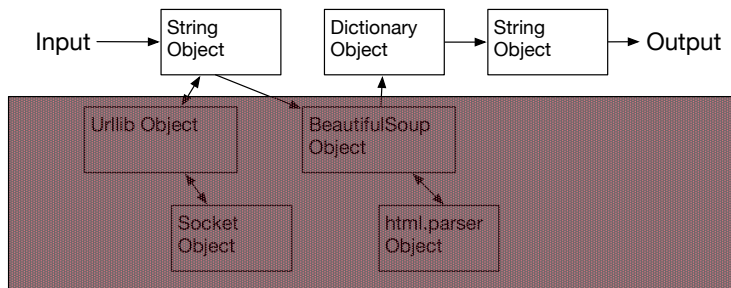 Input
String
Object
Dictionary
Object
String
Object
Output
Urllib Object
BeautifulSoup
Object
Socket
Object
html.parser
Object